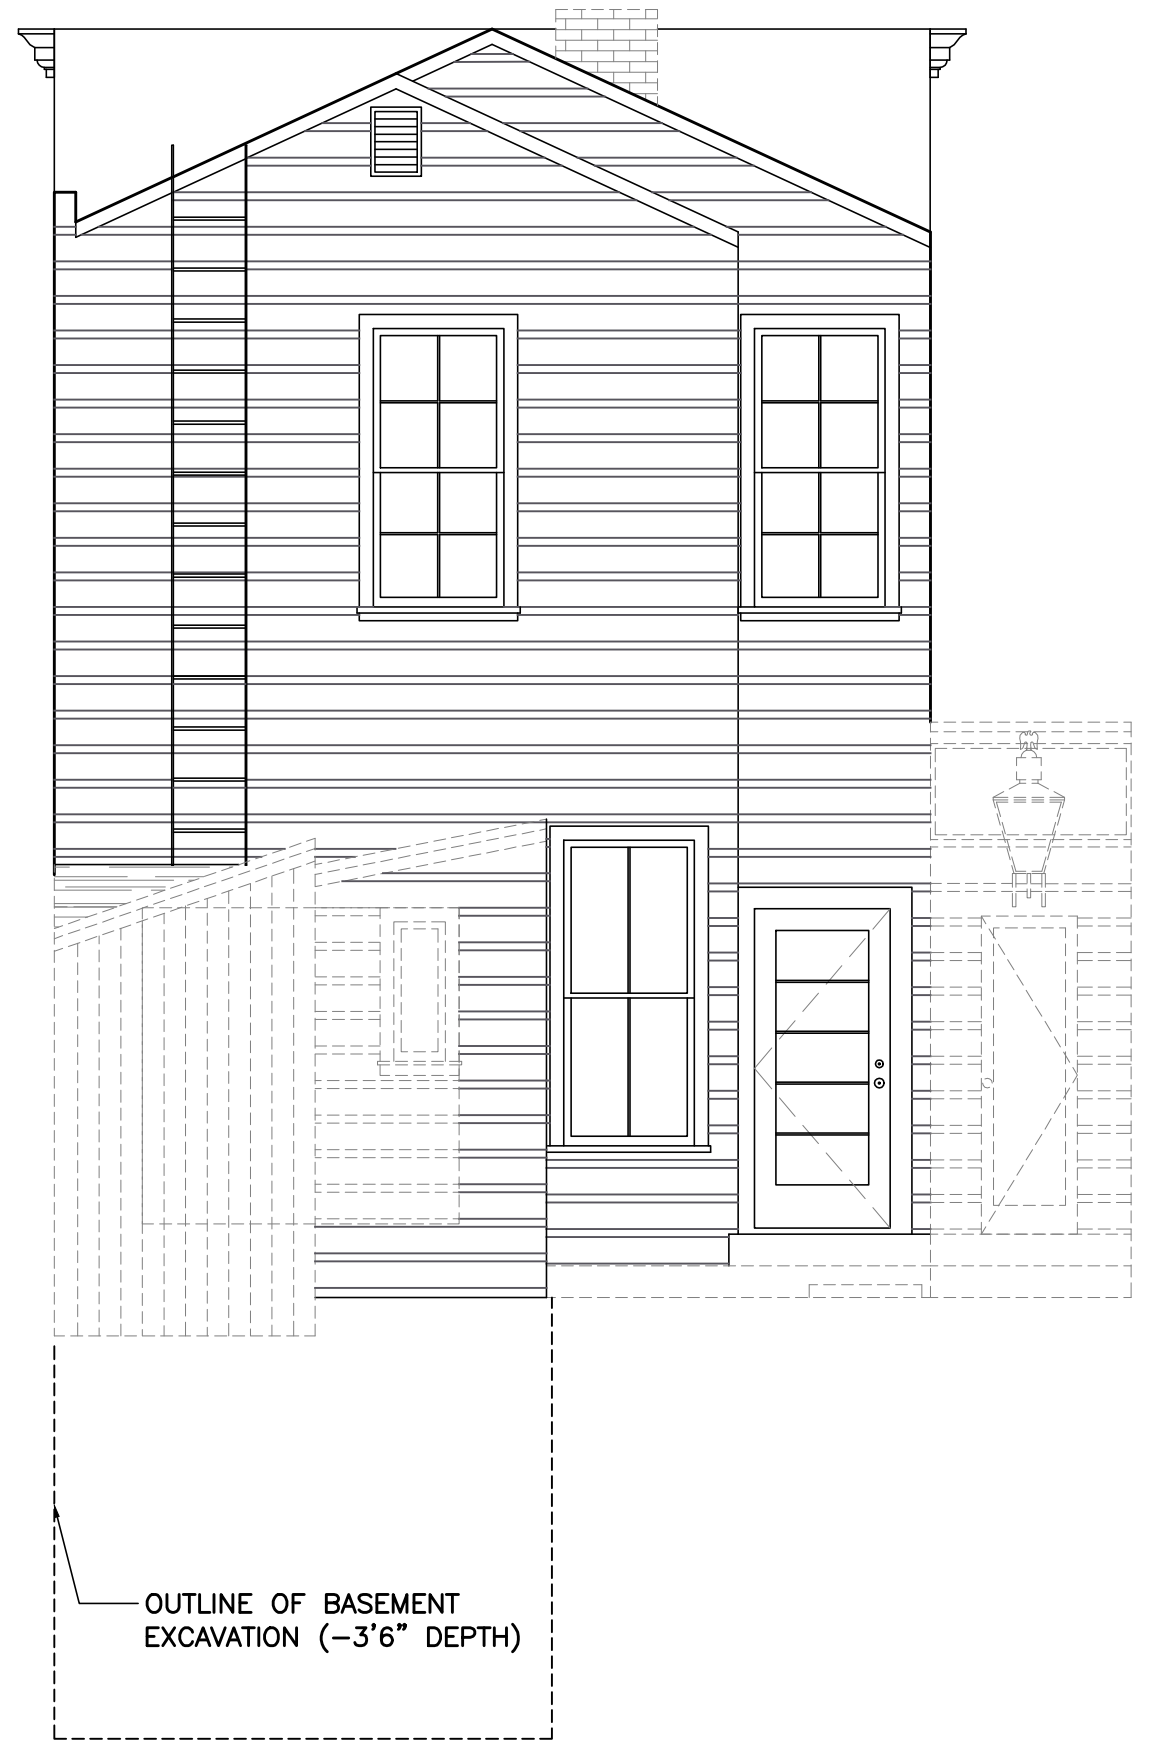 OUTLINE OF BASEMENT
EXCAVATION (-3'6" DEPTH)